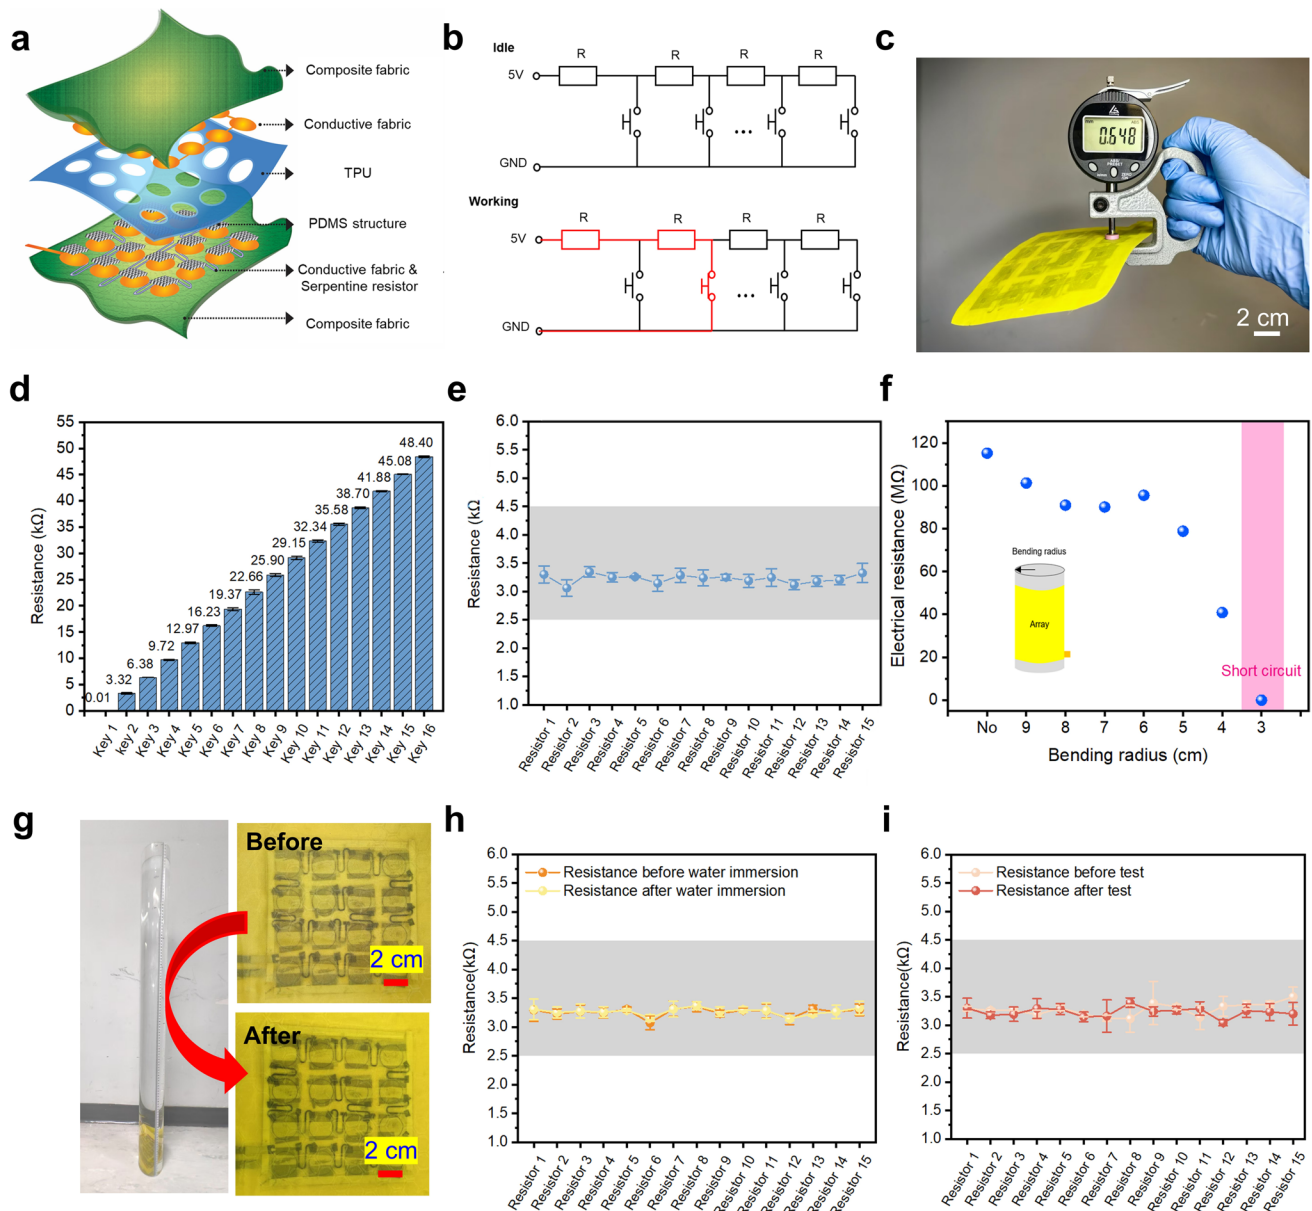 a
Composite fabric
Conductive fabric
TPU
PDMS structure
Conductive fabric &
Serpentine resistor
Composite fabric
b
Idle
R
R
R
R
5V
...
GND
Working
R
R
R
R
5V
...
GND
c
0.648
2 cm
d
Resistance (kΩ)
55
50
45
40
35
30
25
20
15
10
5
0
0.01
3.32
6.38
9.72
12.97
16.23
19.37
22.66
25.90
29.15
32.34
35.58
38.70
41.88
45.08
48.40
Key 1
Key 2
Key 3
Key 4
Key 5
Key 6
Key 7
Key 8
Key 9
Key 10
Key 11
Key 12
Key 13
Key 14
Key 15
Key 16
e
Resistance (kΩ
6.0
5.5
5.0
4.5
4.0
3.5
3.0
2.5
2.0
1.5
1.0
Resistor 1
Resistor 2
Resistor 3
Resistor 4
Resistor 5
Resistor 6
Resistor 7
Resistor 8
Resistor 9
Resistor 10
Resistor 11
Resistor 12
Resistor 13
Resistor 14
Resistor 15
f
Electrical resistance (MΩ)
120
100
80
60
40
20
0
Bending radius
Array
Short circuit
No
9
8
7
6
5
4
3
Bending radius (cm)
g
Before
2 cm
After
2 cm
h
Resistance before water immersion
Resistance after water immersion
Resistance(kΩ)
6.0
5.5
5.0
4.5
4.0
3.5
3.0
2.5
2.0
1.5
1.0
Resistor 1
Resistor 2
Resistor 3
Resistor 4
Resistor 5
Resistor 6
Resistor 7
Resistor 8
Resistor 9
Resistor 10
Resistor 11
Resistor 12
Resistor 13
Resistor 14
Resistor 15
i
Resistance before test
Resistance after test
Resistance(kΩ)
6.0
5.5
5.0
4.5
4.0
3.5
3.0
2.5
2.0
1.5
1.0
Resistor 1
Resistor 2
Resistor 3
Resistor 4
Resistor 5
Resistor 6
Resistor 7
Resistor 8
Resistor 9
Resistor 10
Resistor 11
Resistor 12
Resistor 13
Resistor 14
Resistor 15